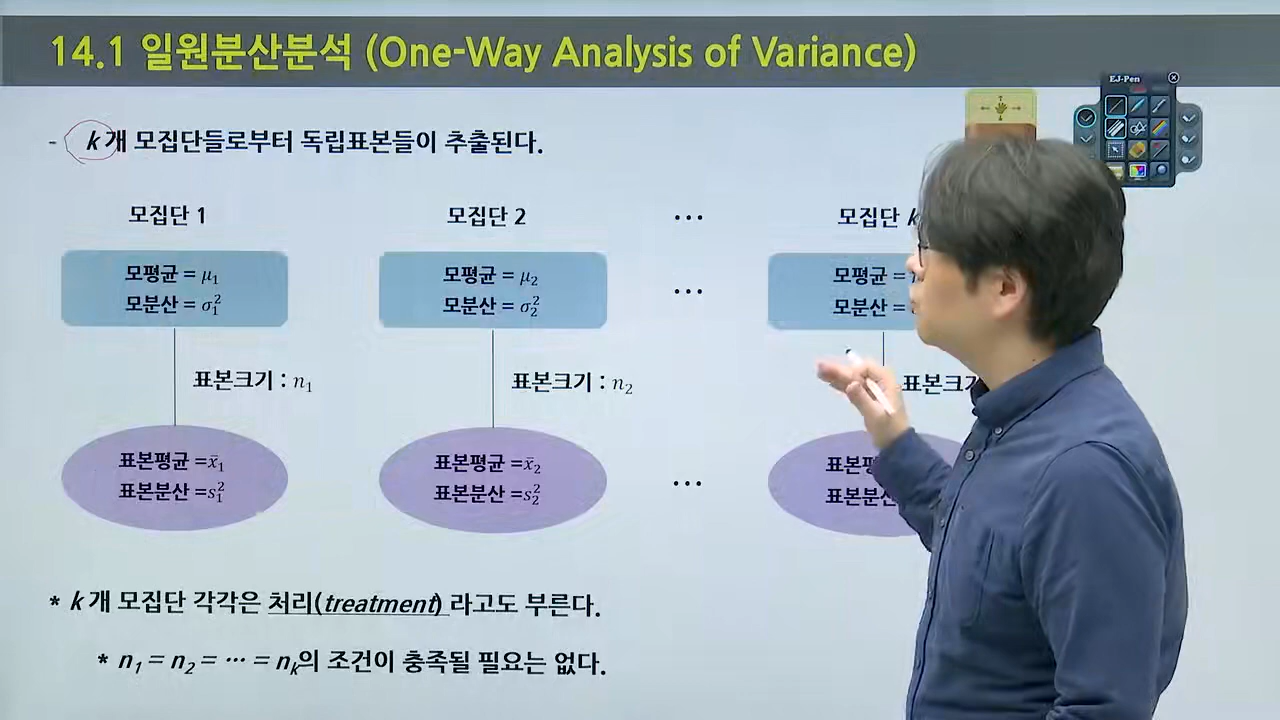 14.1 일원분산분석 (One-Way Analysis of Variance)
EJ-Pen
- k개 모집단들로부터 독립표본들이 추출된다.
모집단 1 모집단 2 ··· 모집단 k
모평균 = μ₁ 모평균 = μ₂ ··· 모평균 =
모분산 = σ₁² 모분산 = σ₂² 모분산 =
표본크기 : n₁ 표본크기 : n₂ 표본크기
표본평균 =x̄₁ 표본평균 =x̄₂ ···
표본분산 =s₁² 표본분산 =s₂² 표본분산
* k개 모집단 각각은 처리(treatment) 라고도 부른다.
* n₁ = n₂ = ··· = nₖ의 조건이 충족될 필요는 없다.